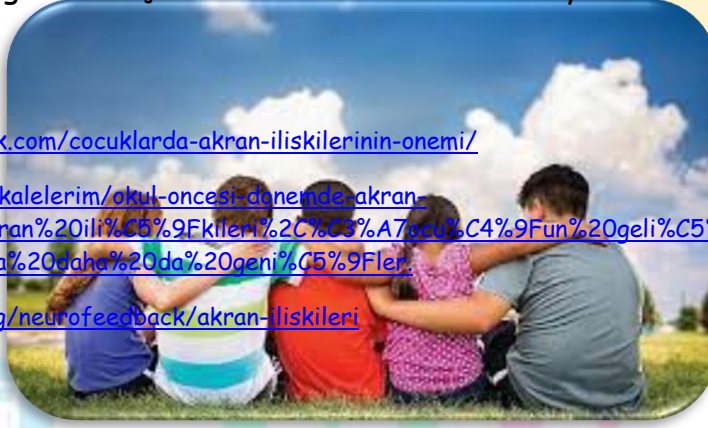 k.com/cocuklarda-akran-iliskilerinin-onemi/
kalelerim/okul-oncesi-donemde-akran-
ran%20ili%C5%9Fkileri%2C%C3%A7ocu%C4%9Fun%20geli%C5%
a%20daha%20da%20geni%C5%9Fler.
g/neurofeedback/akran-iliskileri